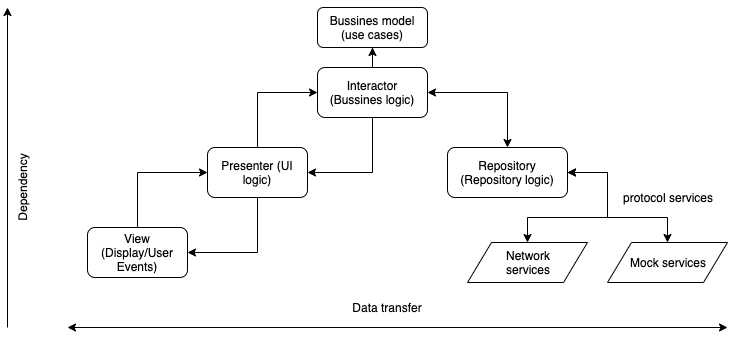 Bussines model
(use cases)
Interactor
(Bussines logic)
Presenter (UI
logic)
Repository
(Repository logic)
Dependency
protocol services
View
(Display/User
Events)
Network
services
Mock services
Data transfer